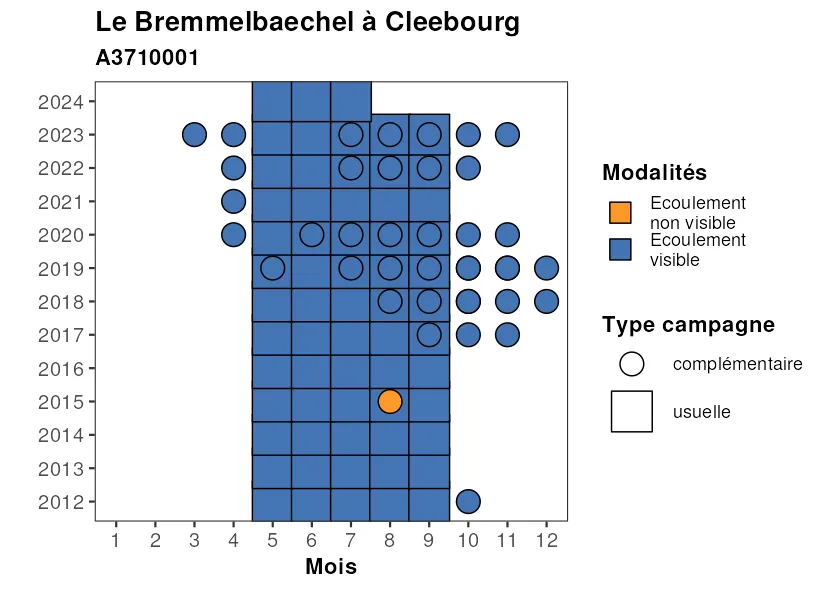 Le Bremmelbaechel à Cleebourg
A3710001
2024
2023
2022
2021
2020
2019
2018
2017
2016
2015
2014
2013
2012
1 2 3 4 5 6 7 8 9 10 11 12
Mois
Modalités
Ecoulement
non visible
Ecoulement
visible
Type campagne
complémentaire
usuelle